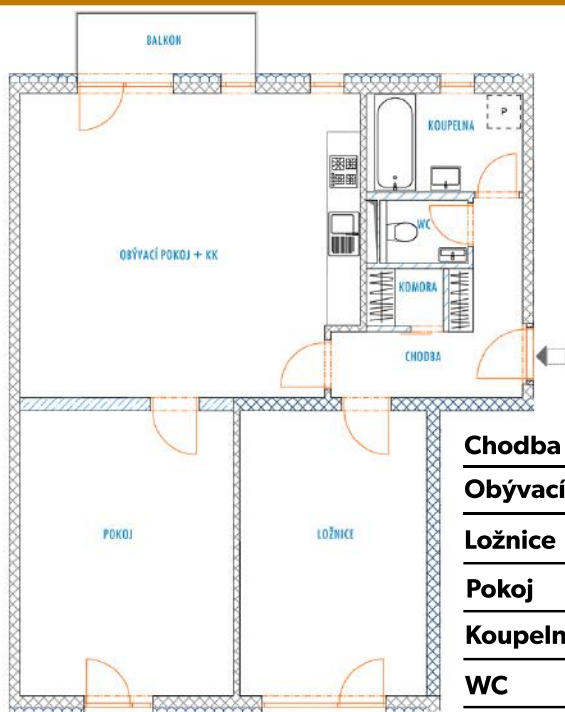 BALKON
KOUPELNA
P
WC
OBÝVACÍ POKOJ + KK
KOMORA
CHODBA
POKOJ
LOŽNICE
Chodba
Obývací
Ložnice
Pokoj
Koupeln
WC